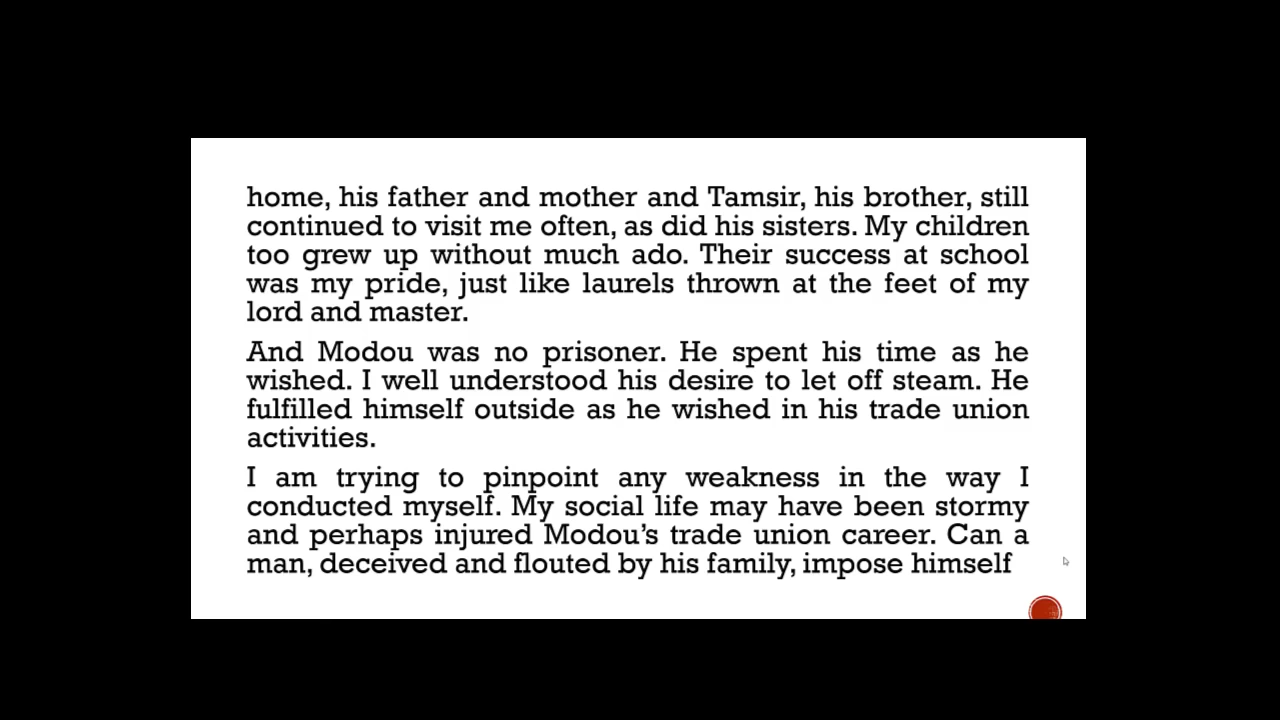 home, his father and mother and Tamsir, his brother, still
continued to visit me often, as did his sisters. My children
too grew up without much ado. Their success at school
was my pride, just like laurels thrown at the feet of my
lord and master.
And Modou was no prisoner. He spent his time as he
wished. I well understood his desire to let off steam. He
fulfilled himself outside as he wished in his trade union
activities.
I am trying to pinpoint any weakness in the way I
conducted myself. My social life may have been stormy
and perhaps injured Modou’s trade union career. Can a
man, deceived and flouted by his family, impose himself